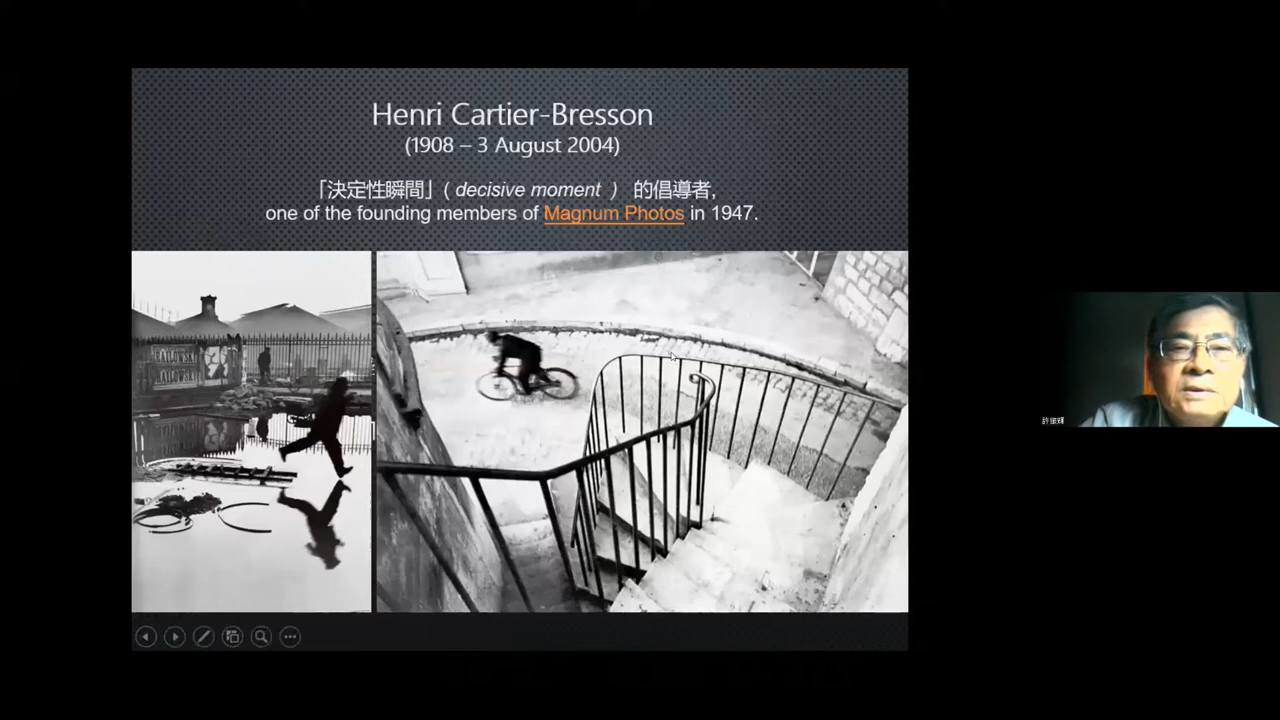 Henri Cartier-Bresson
(1908 – 3 August 2004)
「決定性瞬間」( decisive moment ) 的倡導者,
one of the founding members of Magnum Photos in 1947.